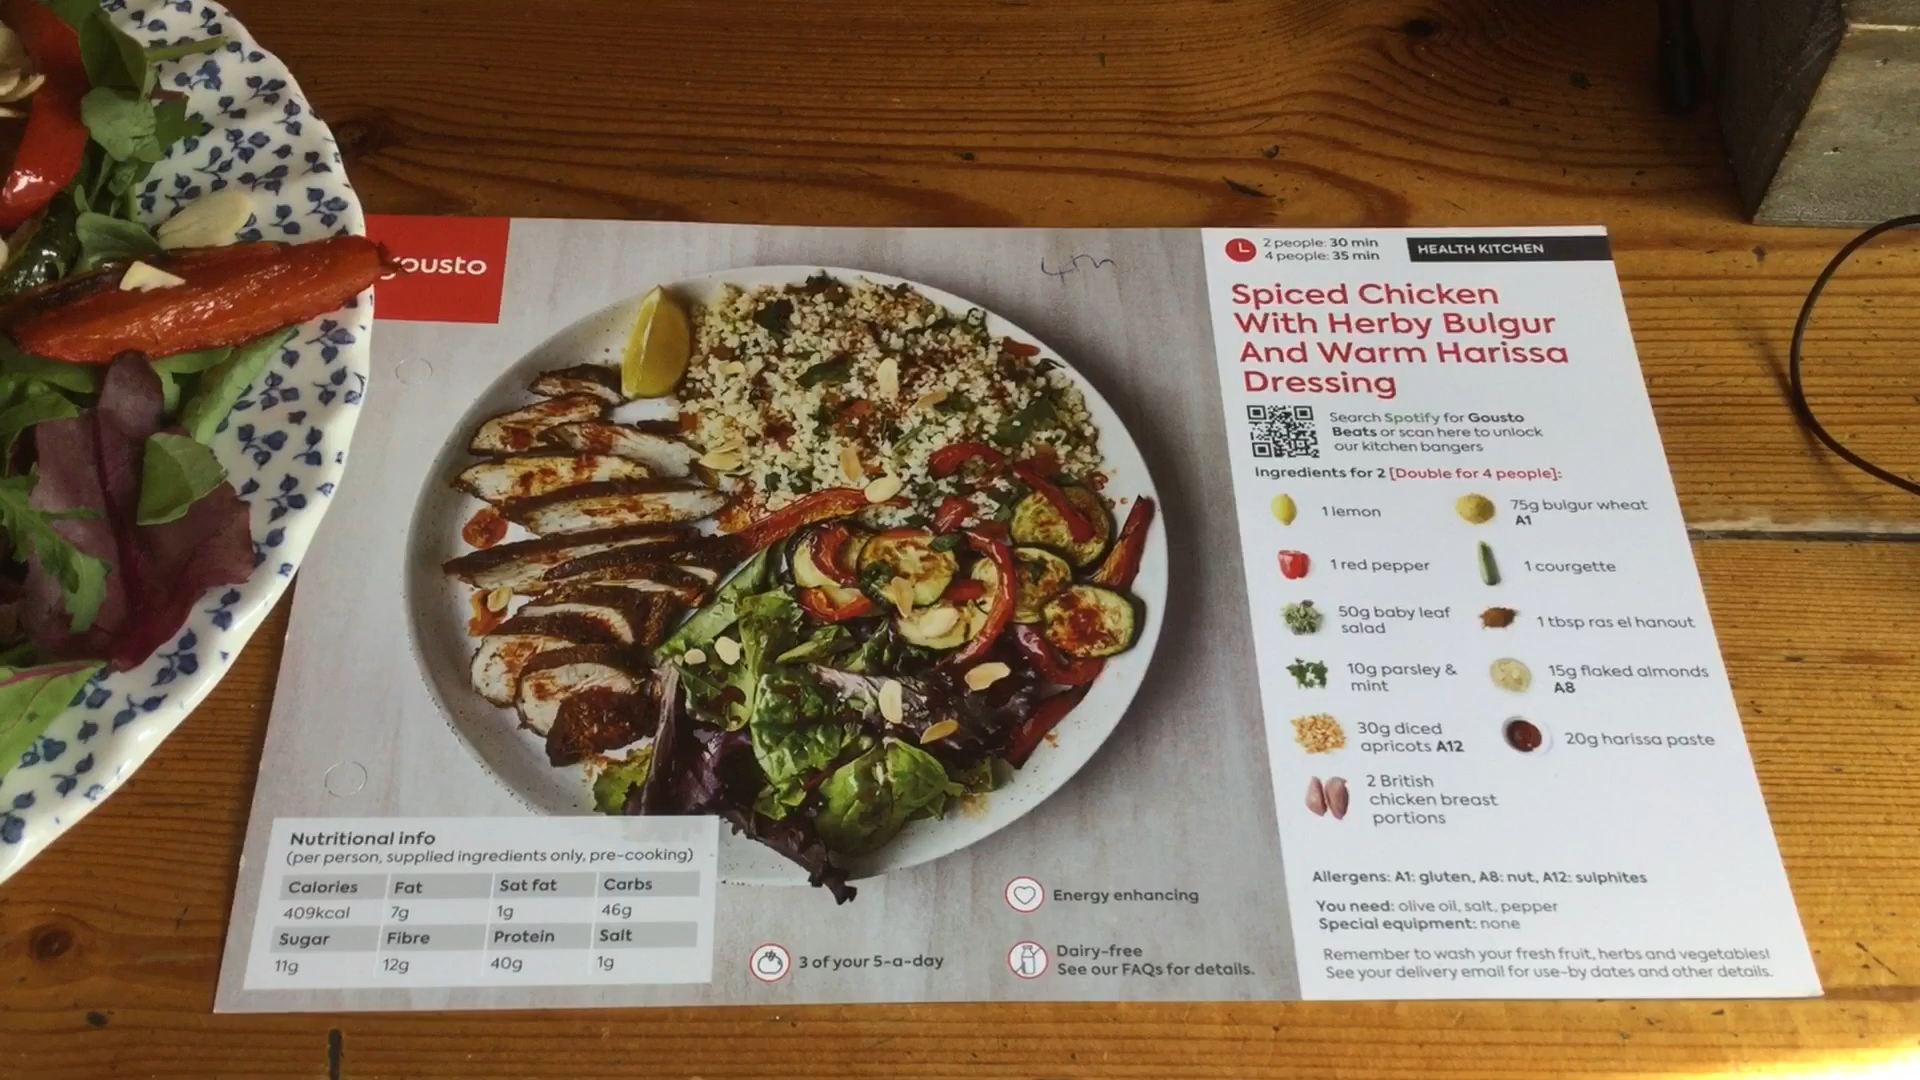 gousto
2 people: 30 min
4 people: 35 min
HEALTH KITCHEN
Spiced Chicken
With Herby Bulgur
And Warm Harissa
Dressing
Search Spotify for Gousto
Beats or scan here to unlock
our kitchen bangers
Ingredients for 2 [Double for 4 people]:
1 lemon
75g bulgur wheat
A1
1 red pepper
1 courgette
50g baby leaf
salad
1 tbsp ras el hanout
10g parsley &
mint
15g flaked almonds
A8
30g diced
apricots A12
20g harissa paste
2 British
chicken breast
portions
Allergens: A1: gluten, A8: nut, A12: sulphites
You need: olive oil, salt, pepper
Special equipment: none
Remember to wash your fresh fruit, herbs and vegetables!
See your delivery email for use-by dates and other details.
Nutritional info
(per person, supplied ingredients only, pre-cooking)
Calories Fat Sat fat Carbs
409kcal 7g 1g 46g
Sugar Fibre Protein Salt
11g 12g 40g 1g
3 of your 5-a-day
Energy enhancing
Dairy-free
See our FAQs for details.